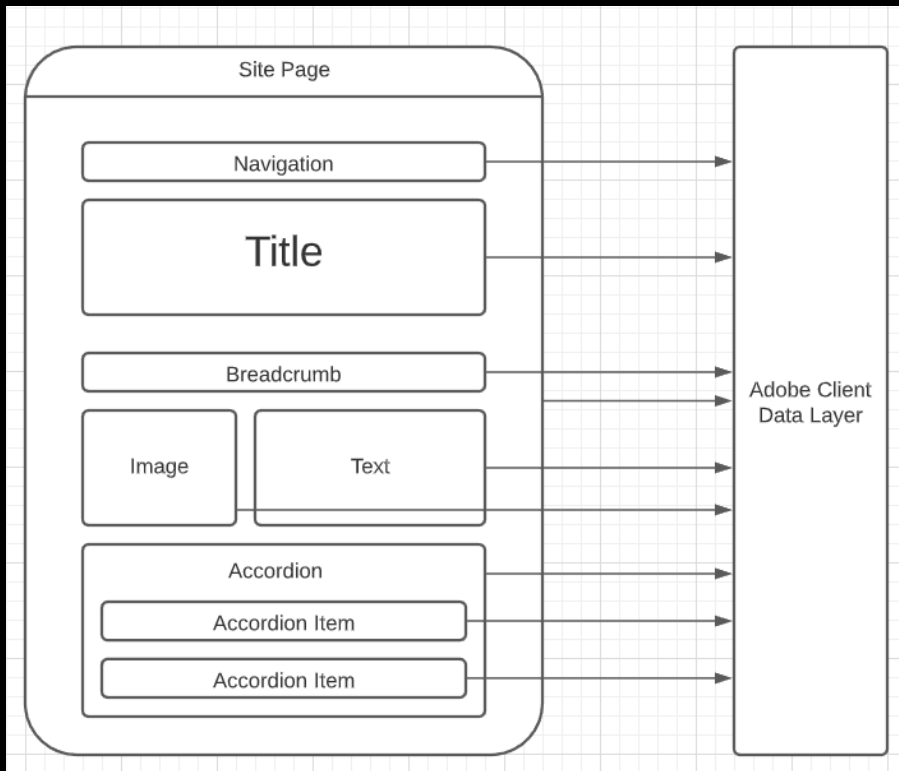 Site Page
Navigation
Title
Breadcrumb
Image
Text
Accordion
Accordion Item
Accordion Item
Adobe Client
Data Layer